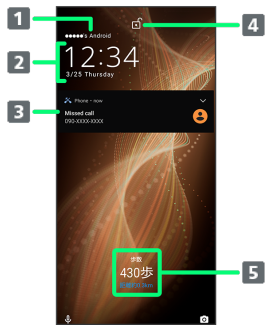 1
4
●●●●●'s Android
2
12:34
3/25 Thursday
Phone • now
3
Missed call
090-XXXX-XXXX
歩数
430歩
5